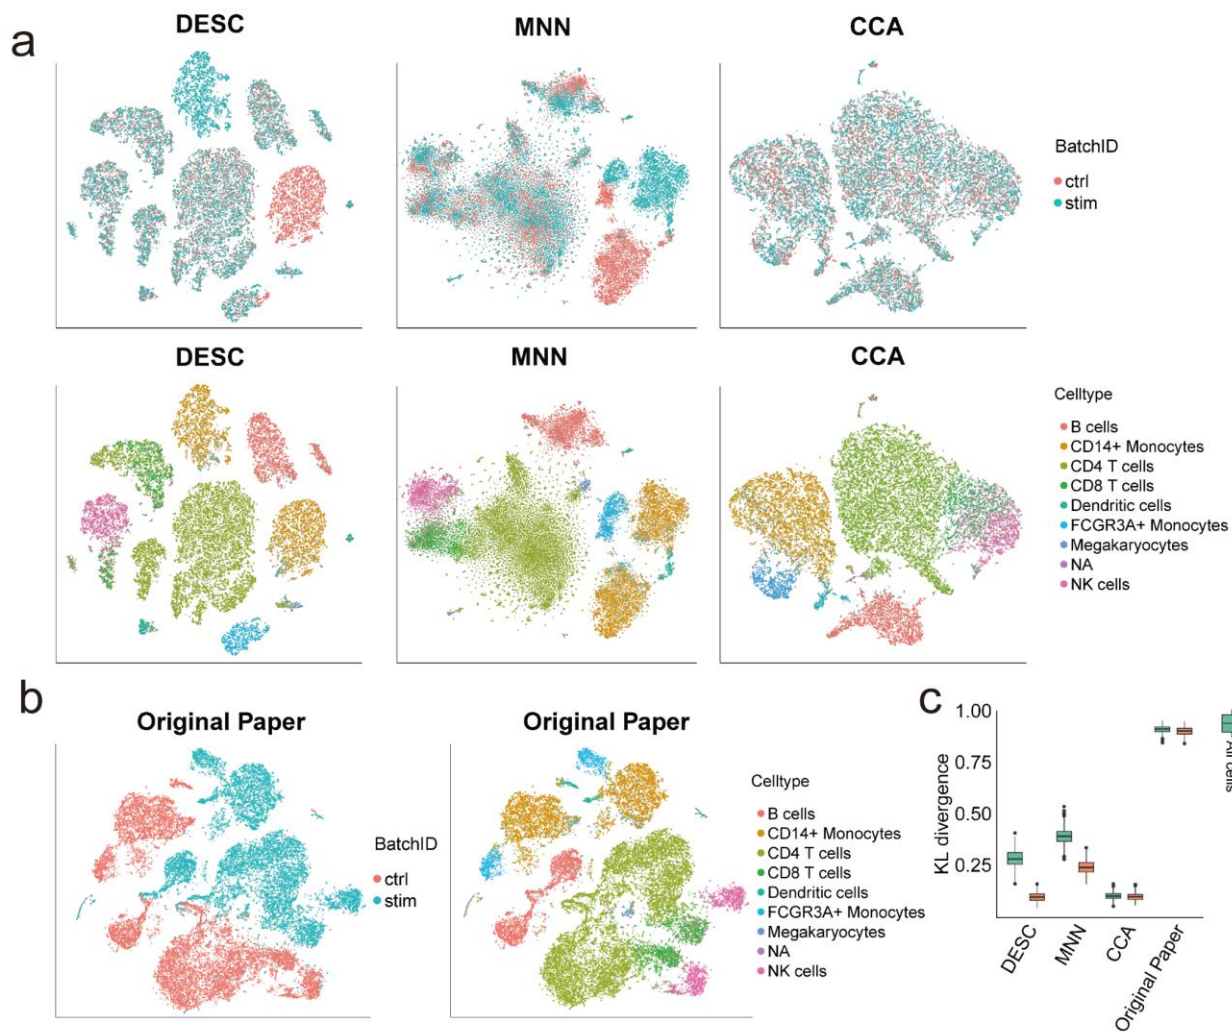 a
DESC
MNN
CCA
BatchID
ctrl
stim
DESC
MNN
CCA
Celltype
B cells
CD14+ Monocytes
CD4 T cells
CD8 T cells
Dendritic cells
FCGR3A+ Monocytes
Megakaryocytes
NA
NK cells
b
Original Paper
BatchID
ctrl
stim
Original Paper
Celltype
B cells
CD14+ Monocytes
CD4 T cells
CD8 T cells
Dendritic cells
FCGR3A+ Monocytes
Megakaryocytes
NA
NK cells
c
KL divergence
1.00
0.75
0.50
0.25
DESC
MNN
CCA
Original Paper
All cells